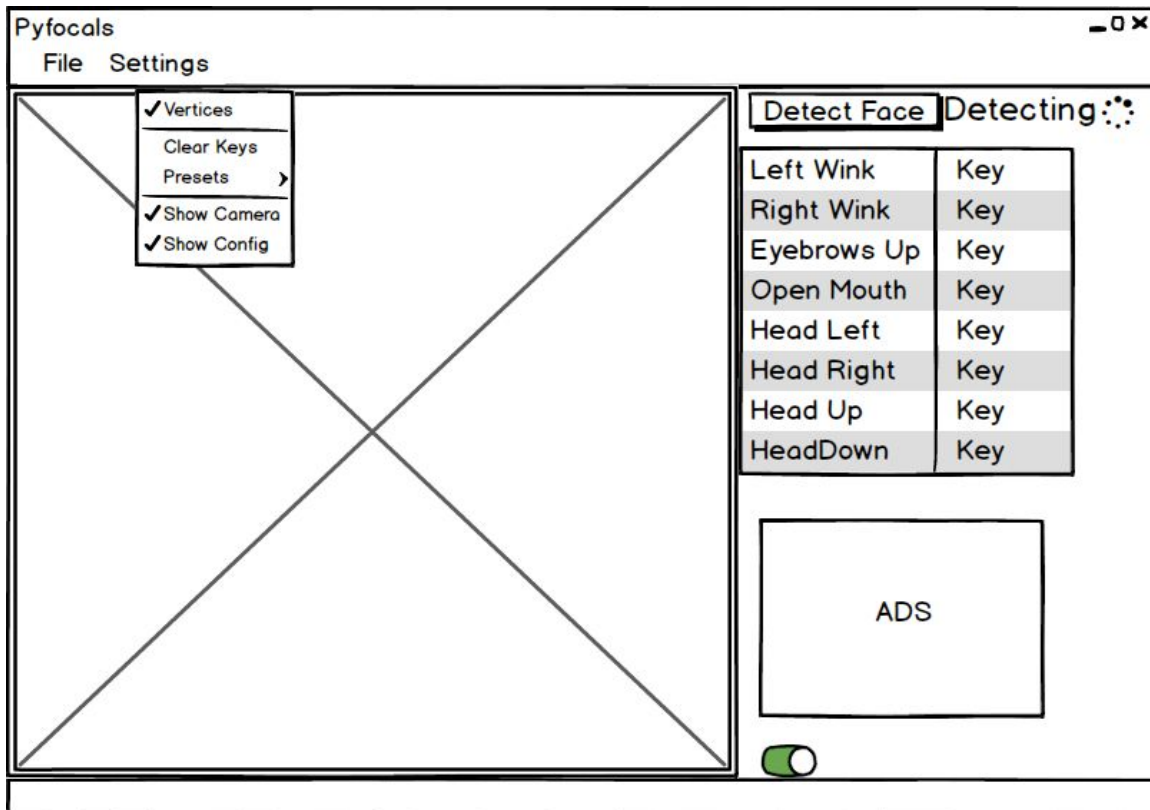 Pyfocals
File Settings
Vertices
Clear Keys
Presets
Show Camera
Show Config
Detect Face Detecting
Left Wink Key
Right Wink Key
Eyebrows Up Key
Open Mouth Key
Head Left Key
Head Right Key
Head Up Key
HeadDown Key
ADS